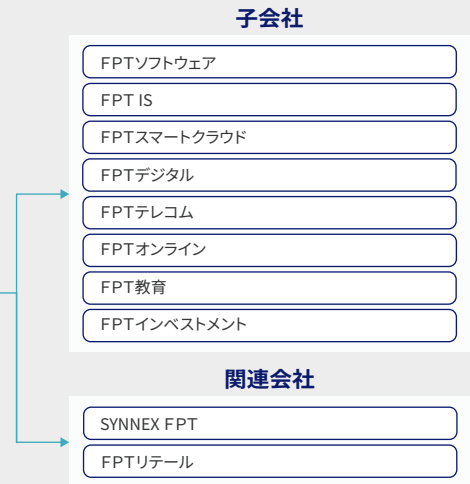 子会社
FPTソフトウェア
FPT IS
FPTスマートクラウド
FPTデジタル
FPTテレコム
FPTオンライン
FPT教育
FPTインベストメント
関連会社
SYNNEX FPT
FPTリテール